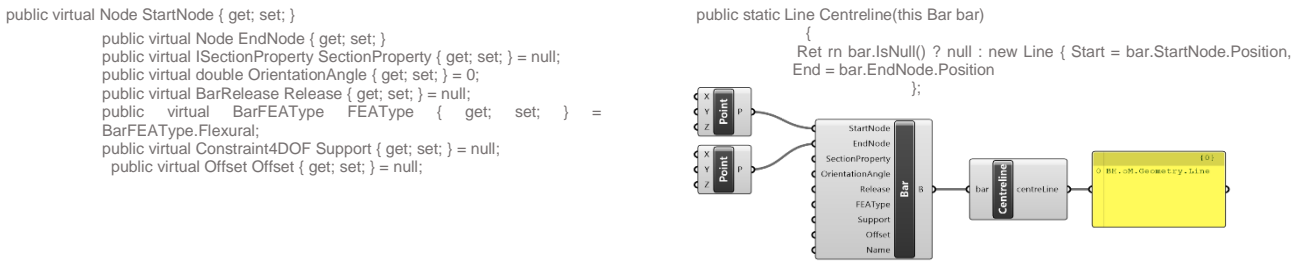 public virtual Node StartNode { get; set; }
public virtual Node EndNode { get; set; }
public virtual ISectionProperty SectionProperty { get; set; } = null;
public virtual double OrientationAngle { get; set; } = 0;
public virtual BarRelease Release { get; set; } = null;
public virtual BarFEAType FEAType { get; set; } =
BarFEAType.Flexural;
public virtual Constraint4DOF Support { get; set; } = null;
public virtual Offset Offset { get; set; } = null;
public static Line Centreline(this Bar bar)
{
Ret rn bar.IsNull() ? null : new Line { Start = bar.StartNode.Position,
End = bar.EndNode.Position
};
X
Y
Z
Point
P
X
Y
Z
Point
P
StartNode
EndNode
SectionProperty
OrientationAngle
Release
FEAType
Support
Offset
Name
Bar
B
bar
Centreline
centreLine
{0}
0 BH.oM.Geometry.Line